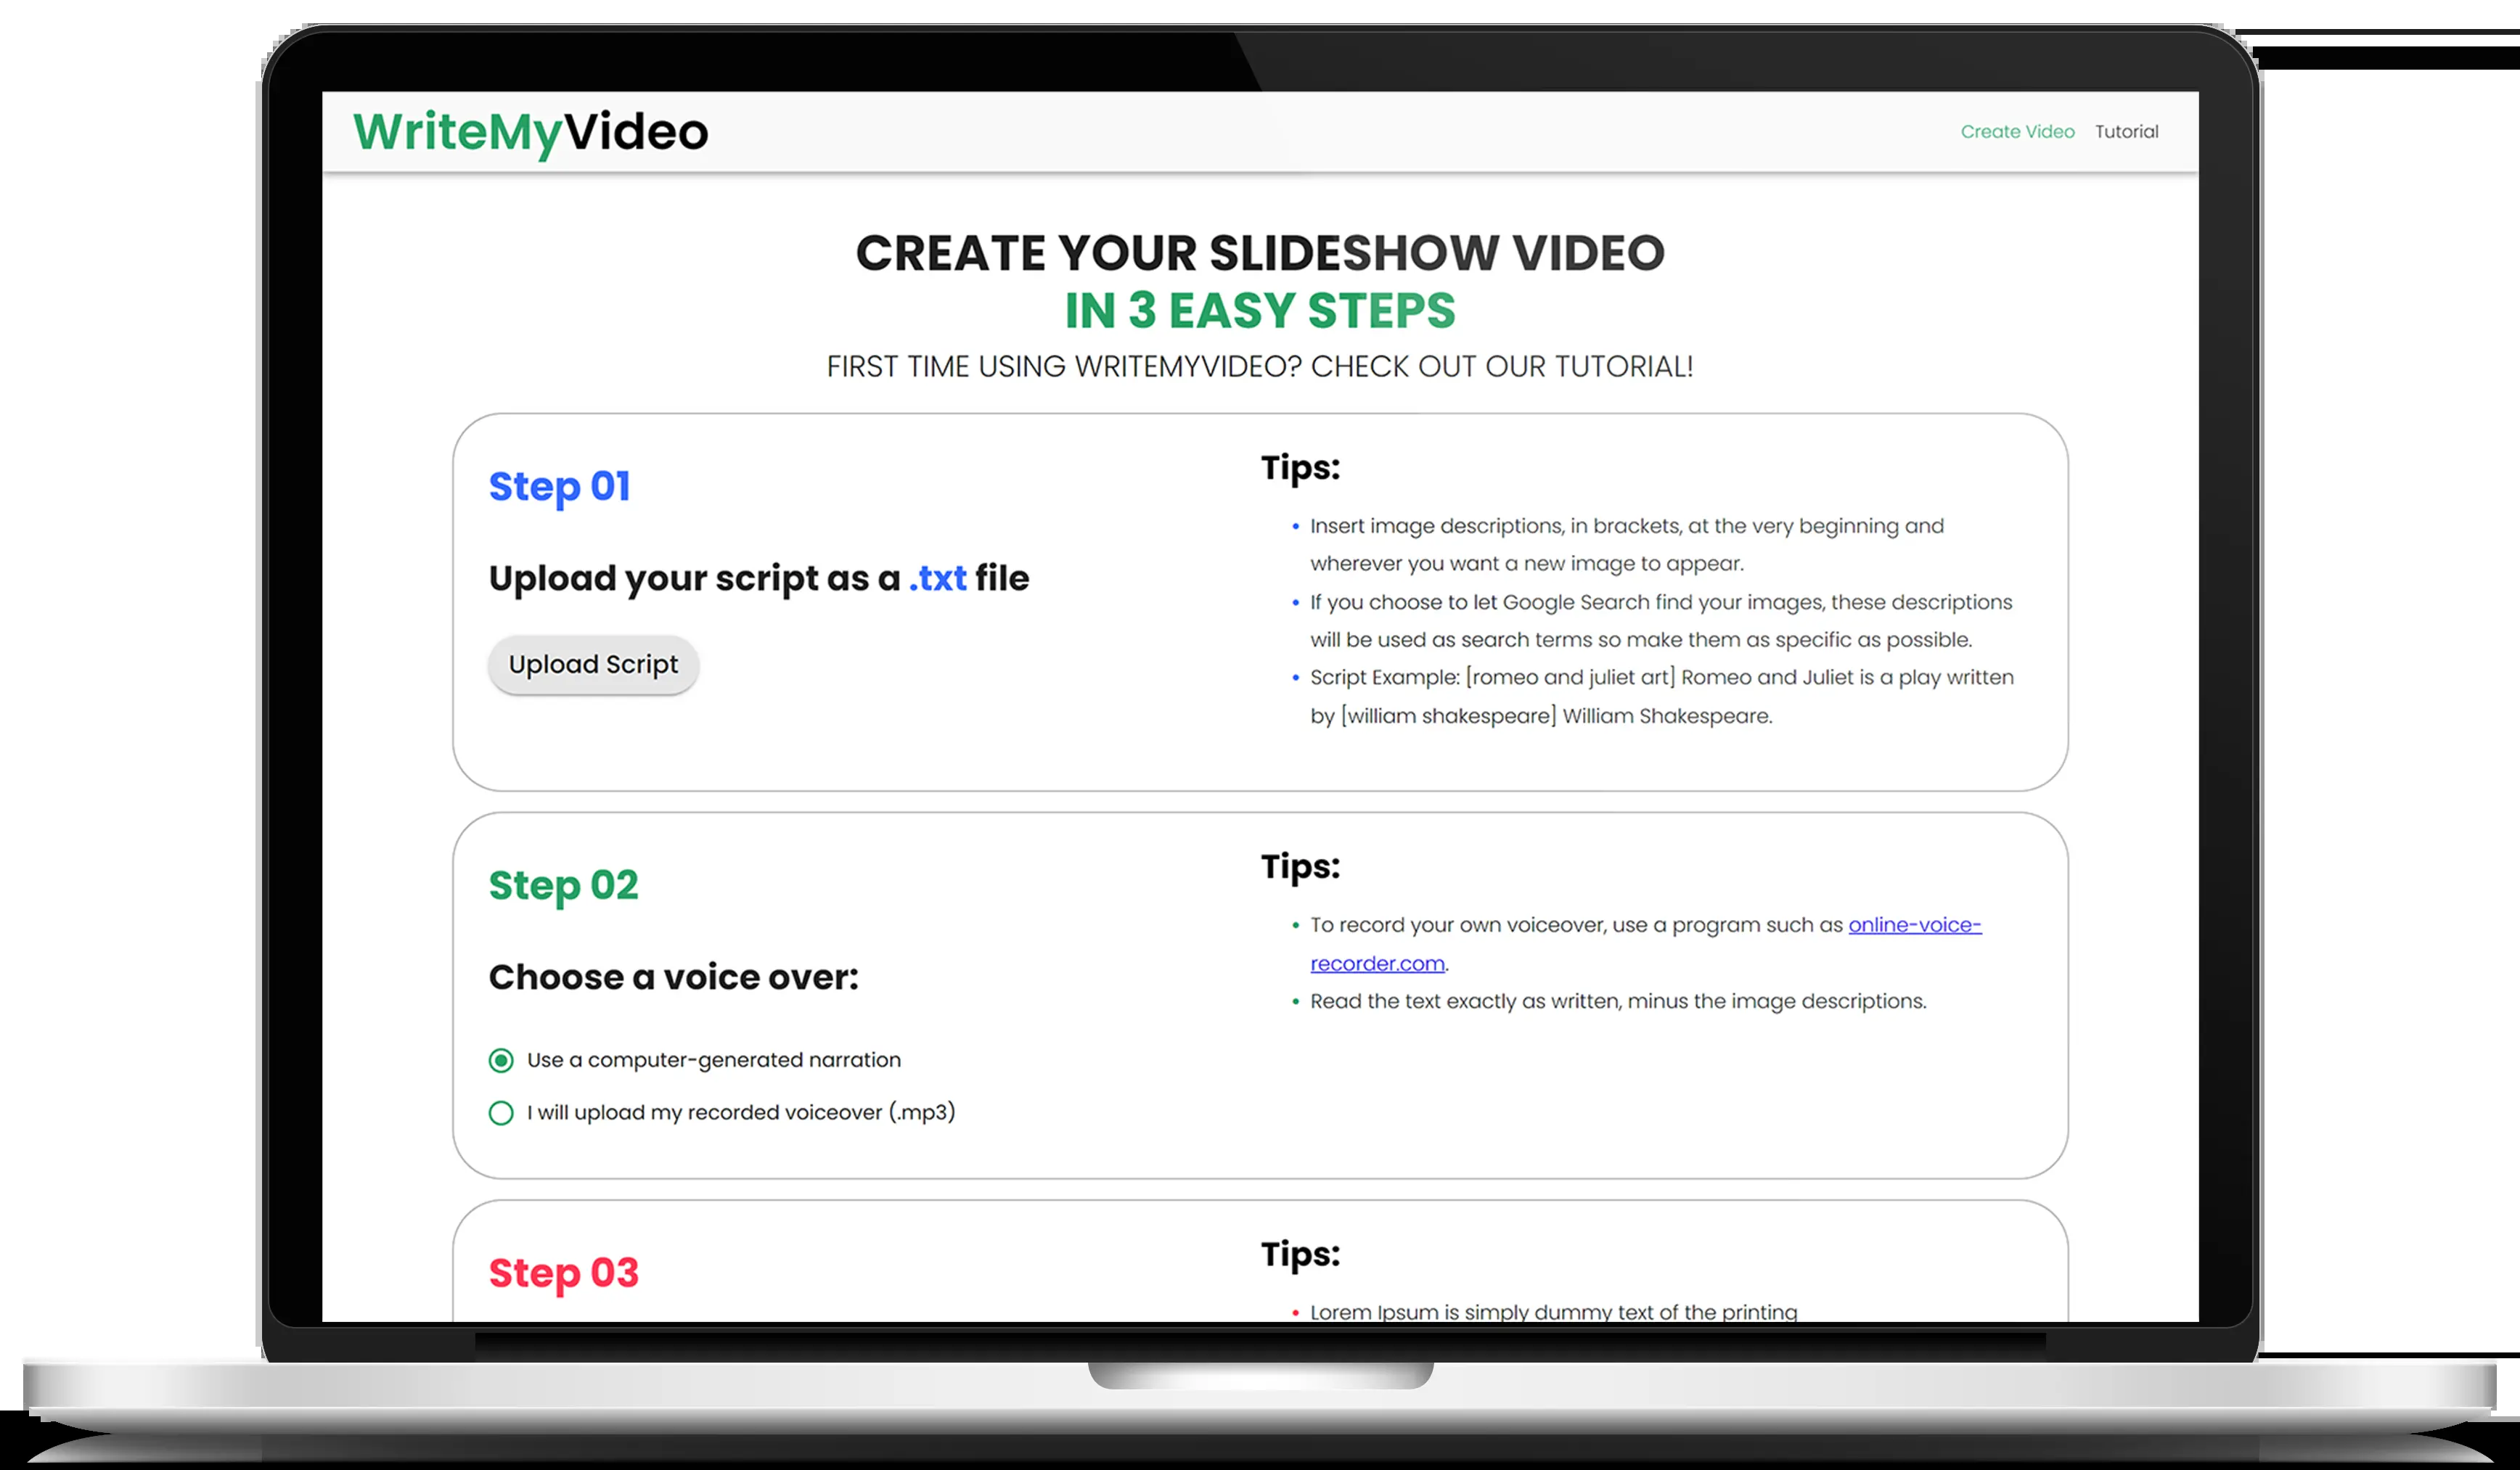 WriteMyVideo
Create Video Tutorial
CREATE YOUR SLIDESHOW VIDEO
IN 3 EASY STEPS
FIRST TIME USING WRITEMYVIDEO? CHECK OUT OUR TUTORIAL!
Step 01
Upload your script as a .txt file
Upload Script
Tips:
• Insert image descriptions, in brackets, at the very beginning and
wherever you want a new image to appear.
• If you choose to let Google Search find your images, these descriptions
will be used as search terms so make them as specific as possible.
• Script Example: [romeo and juliet art] Romeo and Juliet is a play written
by [william shakespeare] William Shakespeare.
Step 02
Choose a voice over:
Use a computer-generated narration
I will upload my recorded voiceover (.mp3)
Tips:
• To record your own voiceover, use a program such as online-voice-
recorder.com.
• Read the text exactly as written, minus the image descriptions.
Step 03
Tips:
• Lorem Ipsum is simply dummy text of the printing